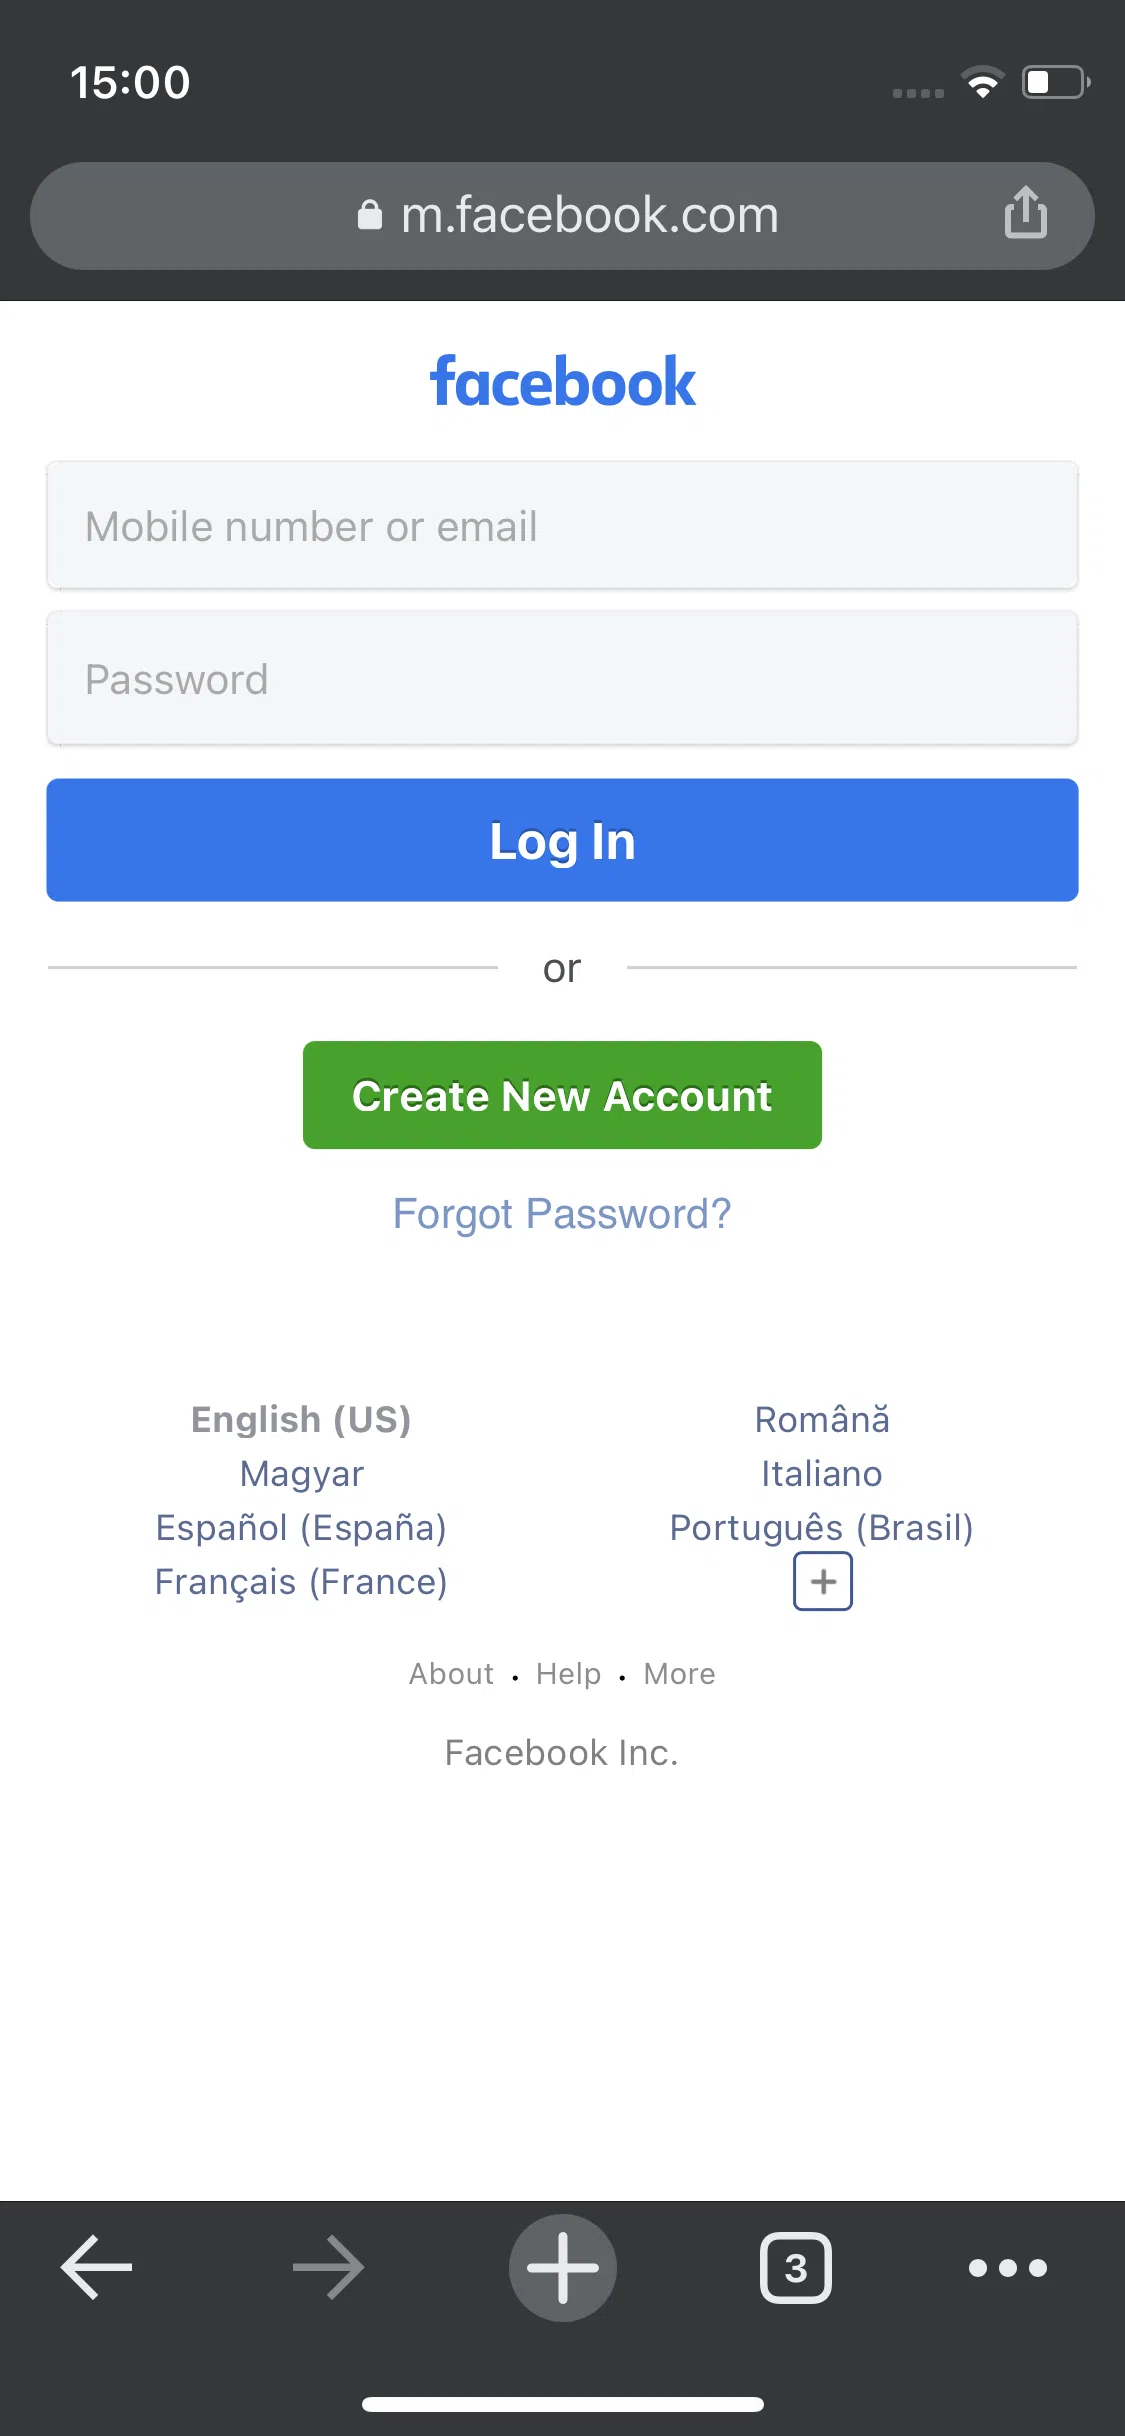 15:00
m.facebook.com
facebook
Mobile number or email
Password
Log In
or
Create New Account
Forgot Password?
English (US) Română
Magyar Italiano
Español (España) Português (Brasil)
Français (France) +
About · Help · More
Facebook Inc.
3